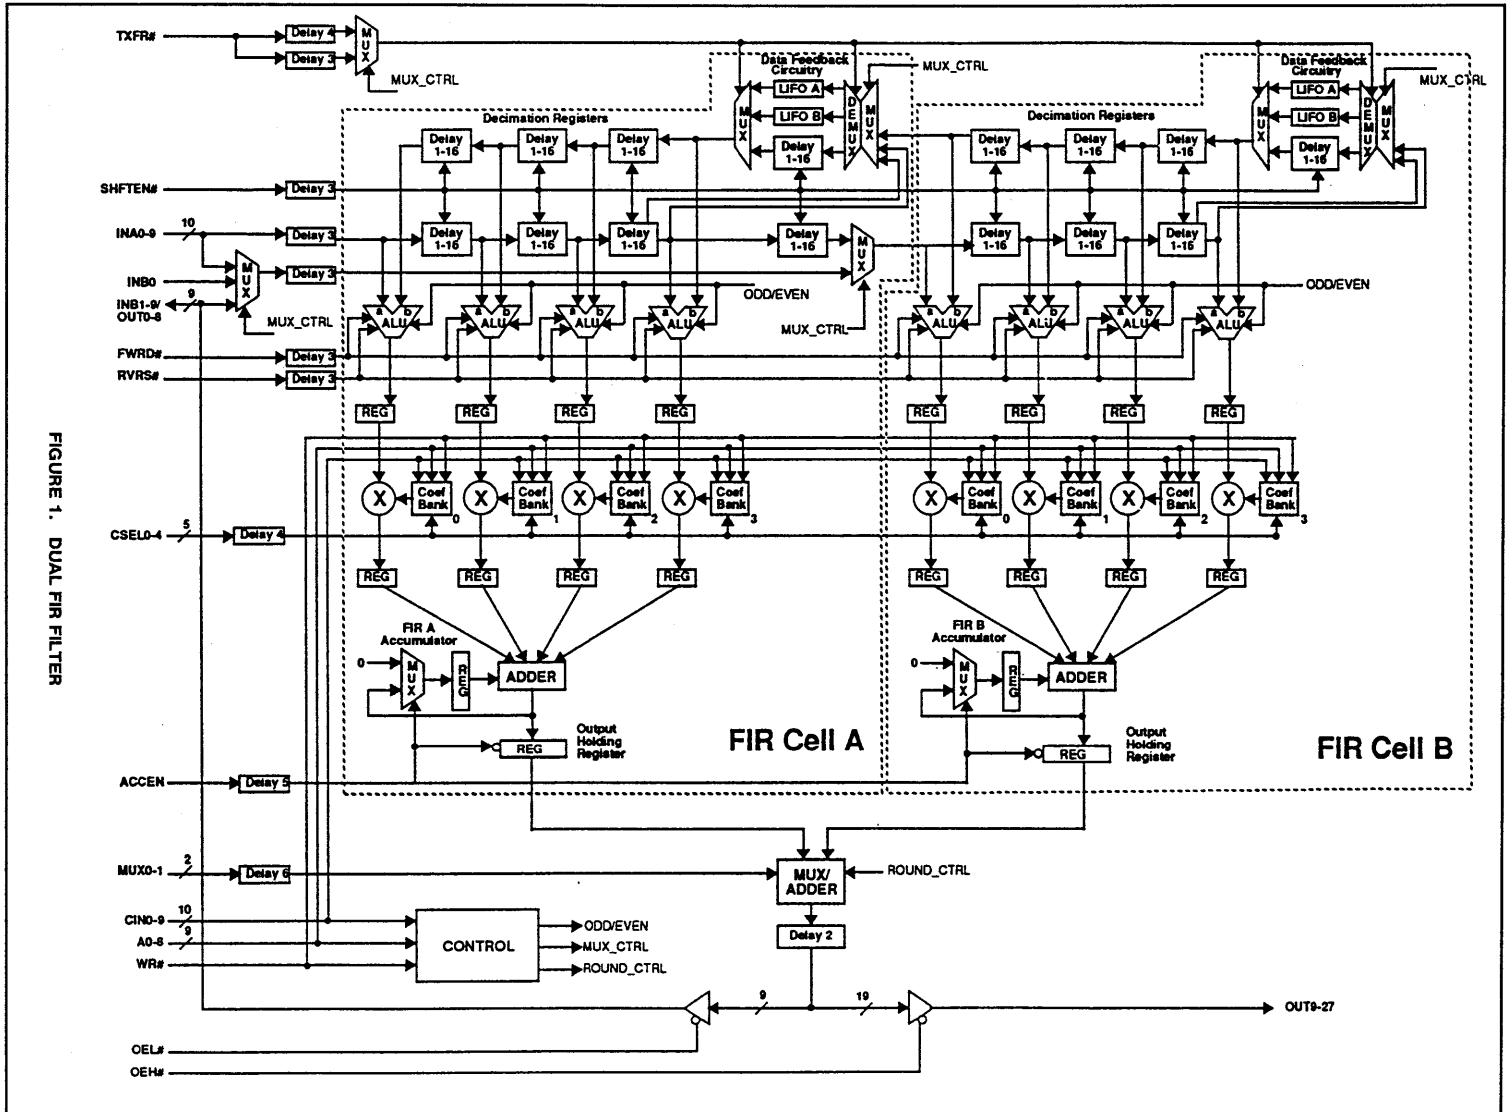 TXFR#
Delay 4
Delay 3
MUX
MUX_CTRL
Data Feedback
Circuitry
MUX
LIFO A
LIFO B
Delay
1-16
DEMUX
MUX
MUX_CTRL
Data Feedback
Circuitry
MUX
LIFO A
LIFO B
Delay
1-16
DEMUX
MUX
MUX_CTRL
Decimation Registers
Delay
1-16
Delay
1-16
Delay
1-16
Decimation Registers
Delay
1-16
Delay
1-16
Delay
1-16
SHFTEN#
Delay 3
INA0-9
10
Delay 3
Delay
1-16
Delay
1-16
Delay
1-16
Delay
1-16
MUX
Delay
1-16
Delay
1-16
Delay
1-16
INB0
MUX
Delay 3
INB1-9/
OUT0-8
9
MUX_CTRL
ODD/EVEN
ODD/EVEN
MUX_CTRL
a b
ALU
a b
ALU
a b
ALU
a b
ALU
a b
ALU
a b
ALU
a b
ALU
a b
ALU
FWRD#
Delay 3
RVRS#
Delay 3
REG
REG
REG
REG
REG
REG
REG
REG
X
Coef
Bank
0
X
Coef
Bank
1
X
Coef
Bank
2
X
Coef
Bank
3
X
Coef
Bank
0
X
Coef
Bank
1
X
Coef
Bank
2
X
Coef
Bank
3
CSEL0-4
5
Delay 4
REG
REG
REG
REG
REG
REG
REG
REG
FIGURE 1. DUAL FIR FILTER
FIR A
Accumulator
0
MUX
REG
ADDER
FIR B
Accumulator
0
MUX
REG
ADDER
REG
Output
Holding
Register
FIR Cell A
REG
Output
Holding
Register
FIR Cell B
ACCEN
Delay 5
MUX0-1
2
Delay 6
MUX/
ADDER
ROUND_CTRL
CIN0-9
10
A0-8
9
WR#
CONTROL
ODD/EVEN
MUX_CTRL
ROUND_CTRL
Delay 2
9
19
OUT9-27
OEL#
OEH#